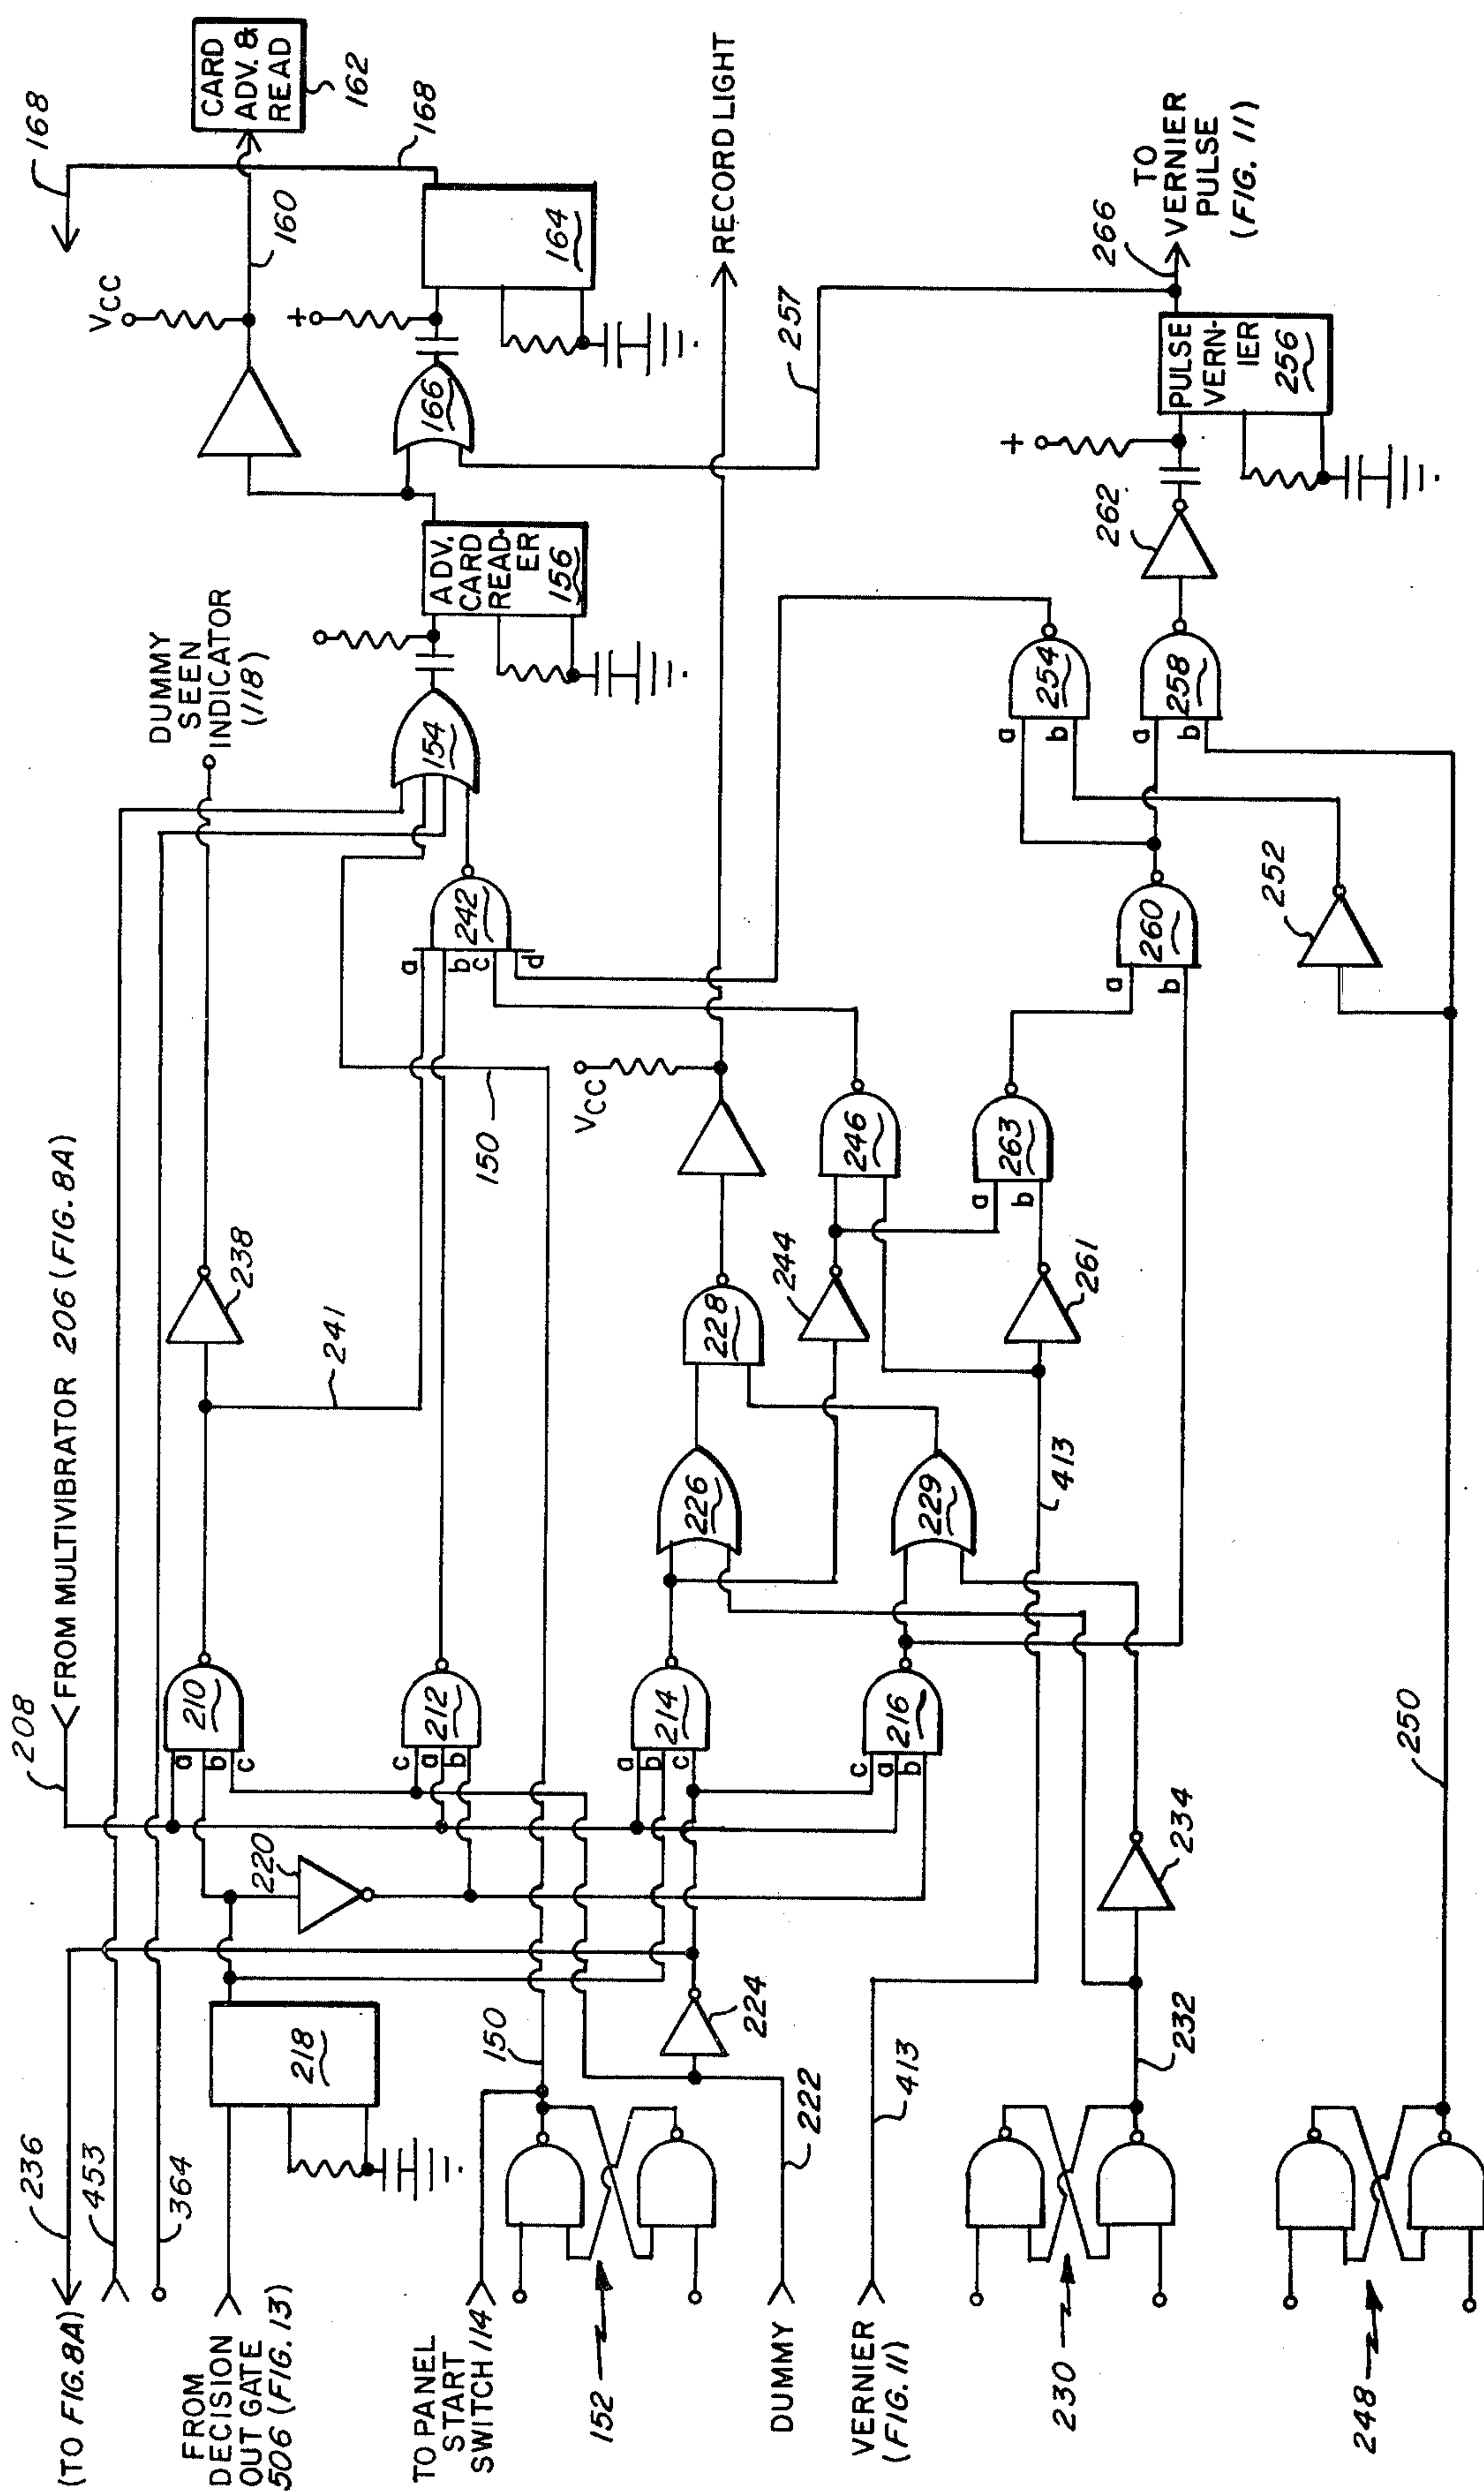 (TO FIG.8A)
236
453
364
208
FROM MULTIVIBRATOR 206 (FIG. 8A)
FROM
DECISION
OUT GATE
506 (FIG. 13)
218
220
210
a
b
c
238
241
DUMMY
SEEN
INDICATOR
(118)
212
c
a
b
TO PANEL
START
SWITCH 114
150
152
150
242
a
b
c
d
154
ADV.
CARD
READ-
ER
156
VCC
160
166
+
164
168
168
CARD
ADV. &
READ
162
DUMMY
222
224
214
a
b
c
226
228
VCC
RECORD LIGHT
VERNIER
(FIG. 11)
413
216
c
a
b
229
244
246
413
261
263
a
b
230
232
234
260
a
b
254
a
b
258
a
b
262
+
PULSE
VERN-
IER
256
257
266
TO
VERNIER
PULSE
(FIG. 11)
248
250
252